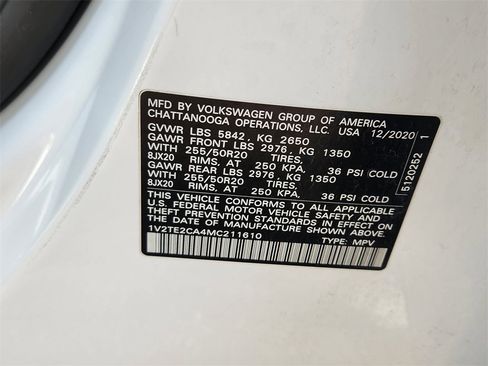 MFD BY VOLKSWAGEN GROUP OF AMERICA
CHATTANOOGA OPERATIONS, LLC. USA 12/2020
GVWR LBS 5842, KG 2650
GAWR FRONT LBS 2976, KG 1350
WITH 255/50R20 TIRES,
8JX20 RIMS, AT 250 KPA. 36 PSI COLD
GAWR REAR LBS 2976, KG 1350
WITH 255/50R20 TIRES,
8JX20 RIMS, AT 250 KPA. 36 PSI COLD
THIS VEHICLE CONFORMS TO ALL APPLICABLE
U.S. FEDERAL MOTOR VEHICLE SAFETY AND
THEFT PREVENTION STANDARDS IN EFFECT ON
THE DATE OF MANUFACTURE SHOWN ABOVE.
1V2TE2CA4MC211610 TYPE: MPV
5120252 1